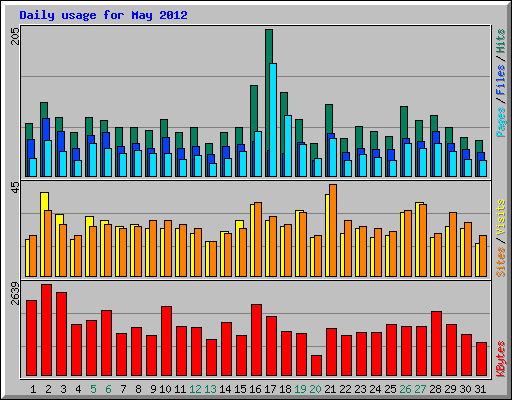 Daily usage for May 2012
205
Pages / Files / Hits
45
Sites / Visits
2639
KBytes
1 2 3 4 5 6 7 8 9 10 11 12 13 14 15 16 17 18 19 20 21 22 23 24 25 26 27 28 29 30 31